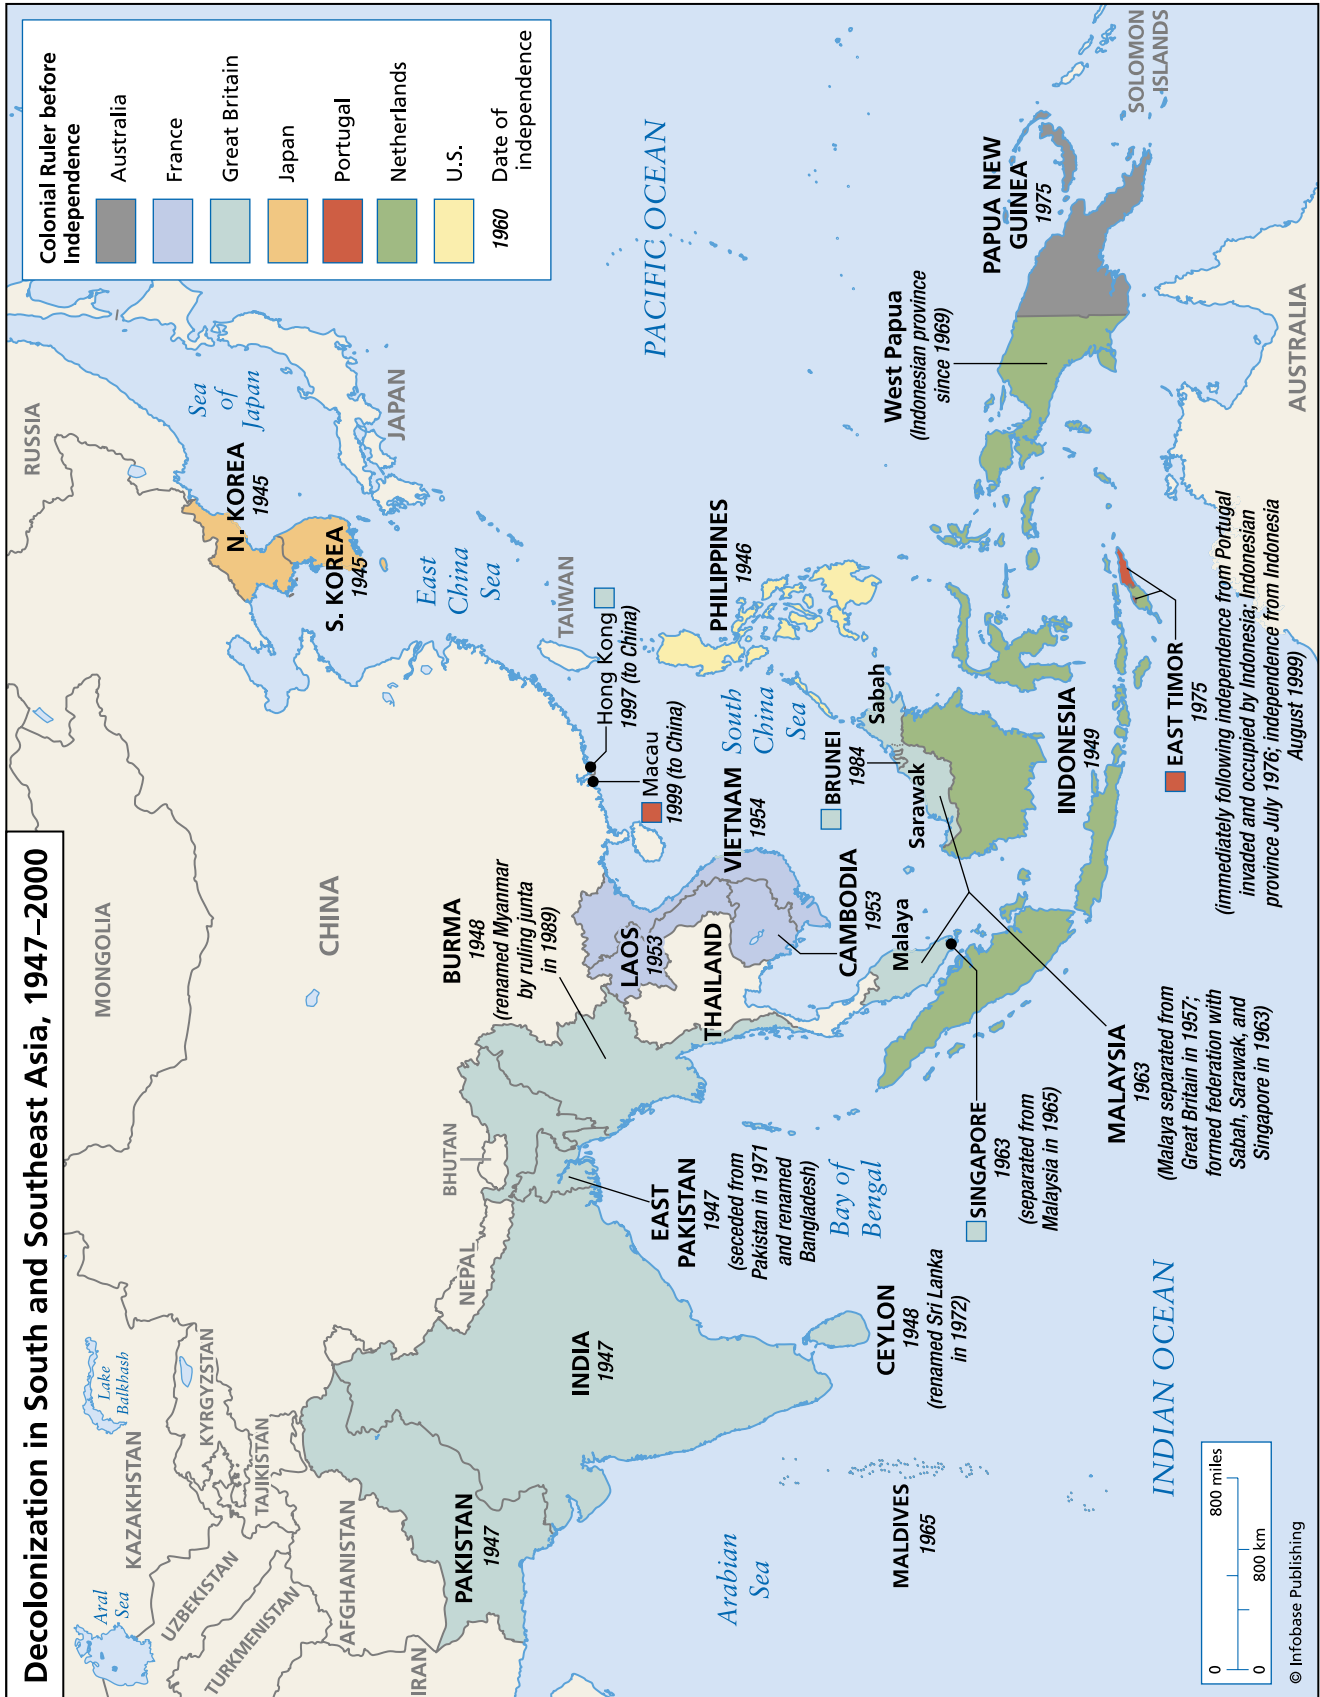 Decolonization in South and Southeast Asia, 1947–2000
Colonial Ruler before
Independence
Australia
France
Great Britain
Japan
Portugal
Netherlands
U.S.
1960
Date of
independence
RUSSIA
MONGOLIA
CHINA
KAZAKHSTAN
Lake
Balkhash
Aral
Sea
UZBEKISTAN
TURKMENISTAN
KYRGYZSTAN
TAJIKISTAN
AFGHANISTAN
IRAN
PAKISTAN
1947
INDIA
1947
NEPAL
BHUTAN
EAST
PAKISTAN
1947
(seceded from
Pakistan in 1971
and renamed
Bangladesh)
BURMA
1948
(renamed Myanmar
by ruling junta
in 1989)
CEYLON
1948
(renamed Sri Lanka
in 1972)
MALDIVES
1965
Arabian
Sea
Bay of
Bengal
INDIAN OCEAN
N. KOREA
1945
S. KOREA
1945
Sea
of
Japan
JAPAN
East
China
Sea
TAIWAN
Hong Kong
1997 (to China)
Macau
1999 (to China)
LAOS
1953
THAILAND
VIETNAM
1954
CAMBODIA
1953
South
China
Sea
PHILIPPINES
1946
PACIFIC OCEAN
BRUNEI
1984
Sabah
Sarawak
Malaya
SINGAPORE
1963
(separated from
Malaysia in 1965)
MALAYSIA
1963
(Malaya separated from
Great Britain in 1957;
formed federation with
Sabah, Sarawak, and
Singapore in 1963)
INDONESIA
1949
EAST TIMOR
1975
(immediately following independence from Portugal
invaded and occupied by Indonesia; Indonesian
province July 1976; independence from Indonesia
August 1999)
West Papua
(Indonesian province
since 1969)
PAPUA NEW
GUINEA
1975
SOLOMON
ISLANDS
AUSTRALIA
0 800 miles
0 800 km
© Infobase Publishing